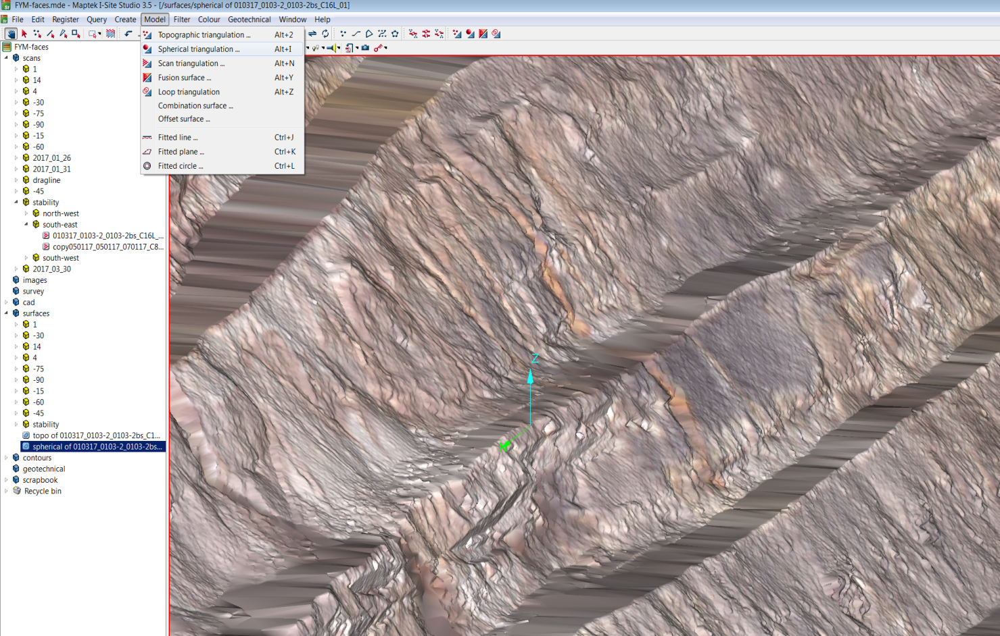 FYM-faces.mde - Maptek I-Site Studio 3.5 - [/surfaces/spherical of 010317_0103-2_0103-2bs_C16L_01]
File Edit Register Query Create Model Filter Colour Geotechnical Window Help
Topographic triangulation ... Alt+2
Spherical triangulation ... Alt+I
Scan triangulation ... Alt+N
Fusion surface ... Alt+Y
Loop triangulation Alt+Z
Combination surface ...
Offset surface ...
Fitted line ... Ctrl+J
Fitted plane ... Ctrl+K
Fitted circle ... Ctrl+L
FYM-faces
scans
1
14
4
-30
-75
-90
-15
-60
2017_01_26
2017_01_31
dragline
-45
stability
north-west
south-east
010317_0103-2_0103-2bs_C16L_...
copy050117_050117_070117_C8...
south-west
2017_03_30
images
survey
cad
surfaces
1
-30
14
4
-75
-90
-15
-60
-45
stability
topo of 010317_0103-2_0103-2bs_C1...
spherical of 010317_0103-2_0103-2bs...
contours
geotechnical
scrapbook
Recycle bin
Z